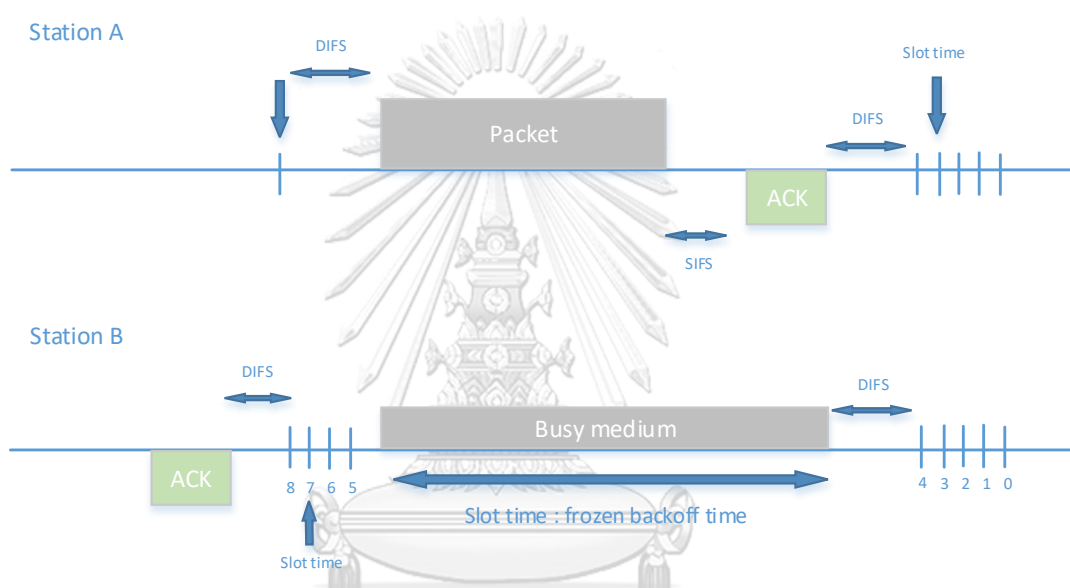 Station A
DIFS
Slot time
Packet
DIFS
ACK
SIFS
Station B
DIFS
DIFS
Busy medium
ACK
8 7 6 5
4 3 2 1 0
Slot time : frozen backoff time
Slot time